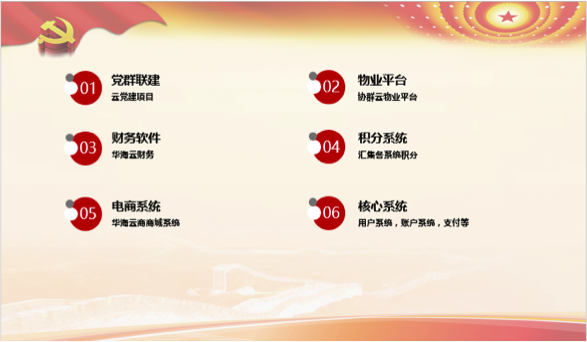 01
党群联建
云党建项目
02
物业平台
协群云物业平台
03
财务软件
华海云财务
04
积分系统
汇集各系统积分
05
电商系统
华海云商商城系统
06
核心系统
用户系统，账户系统，支付等